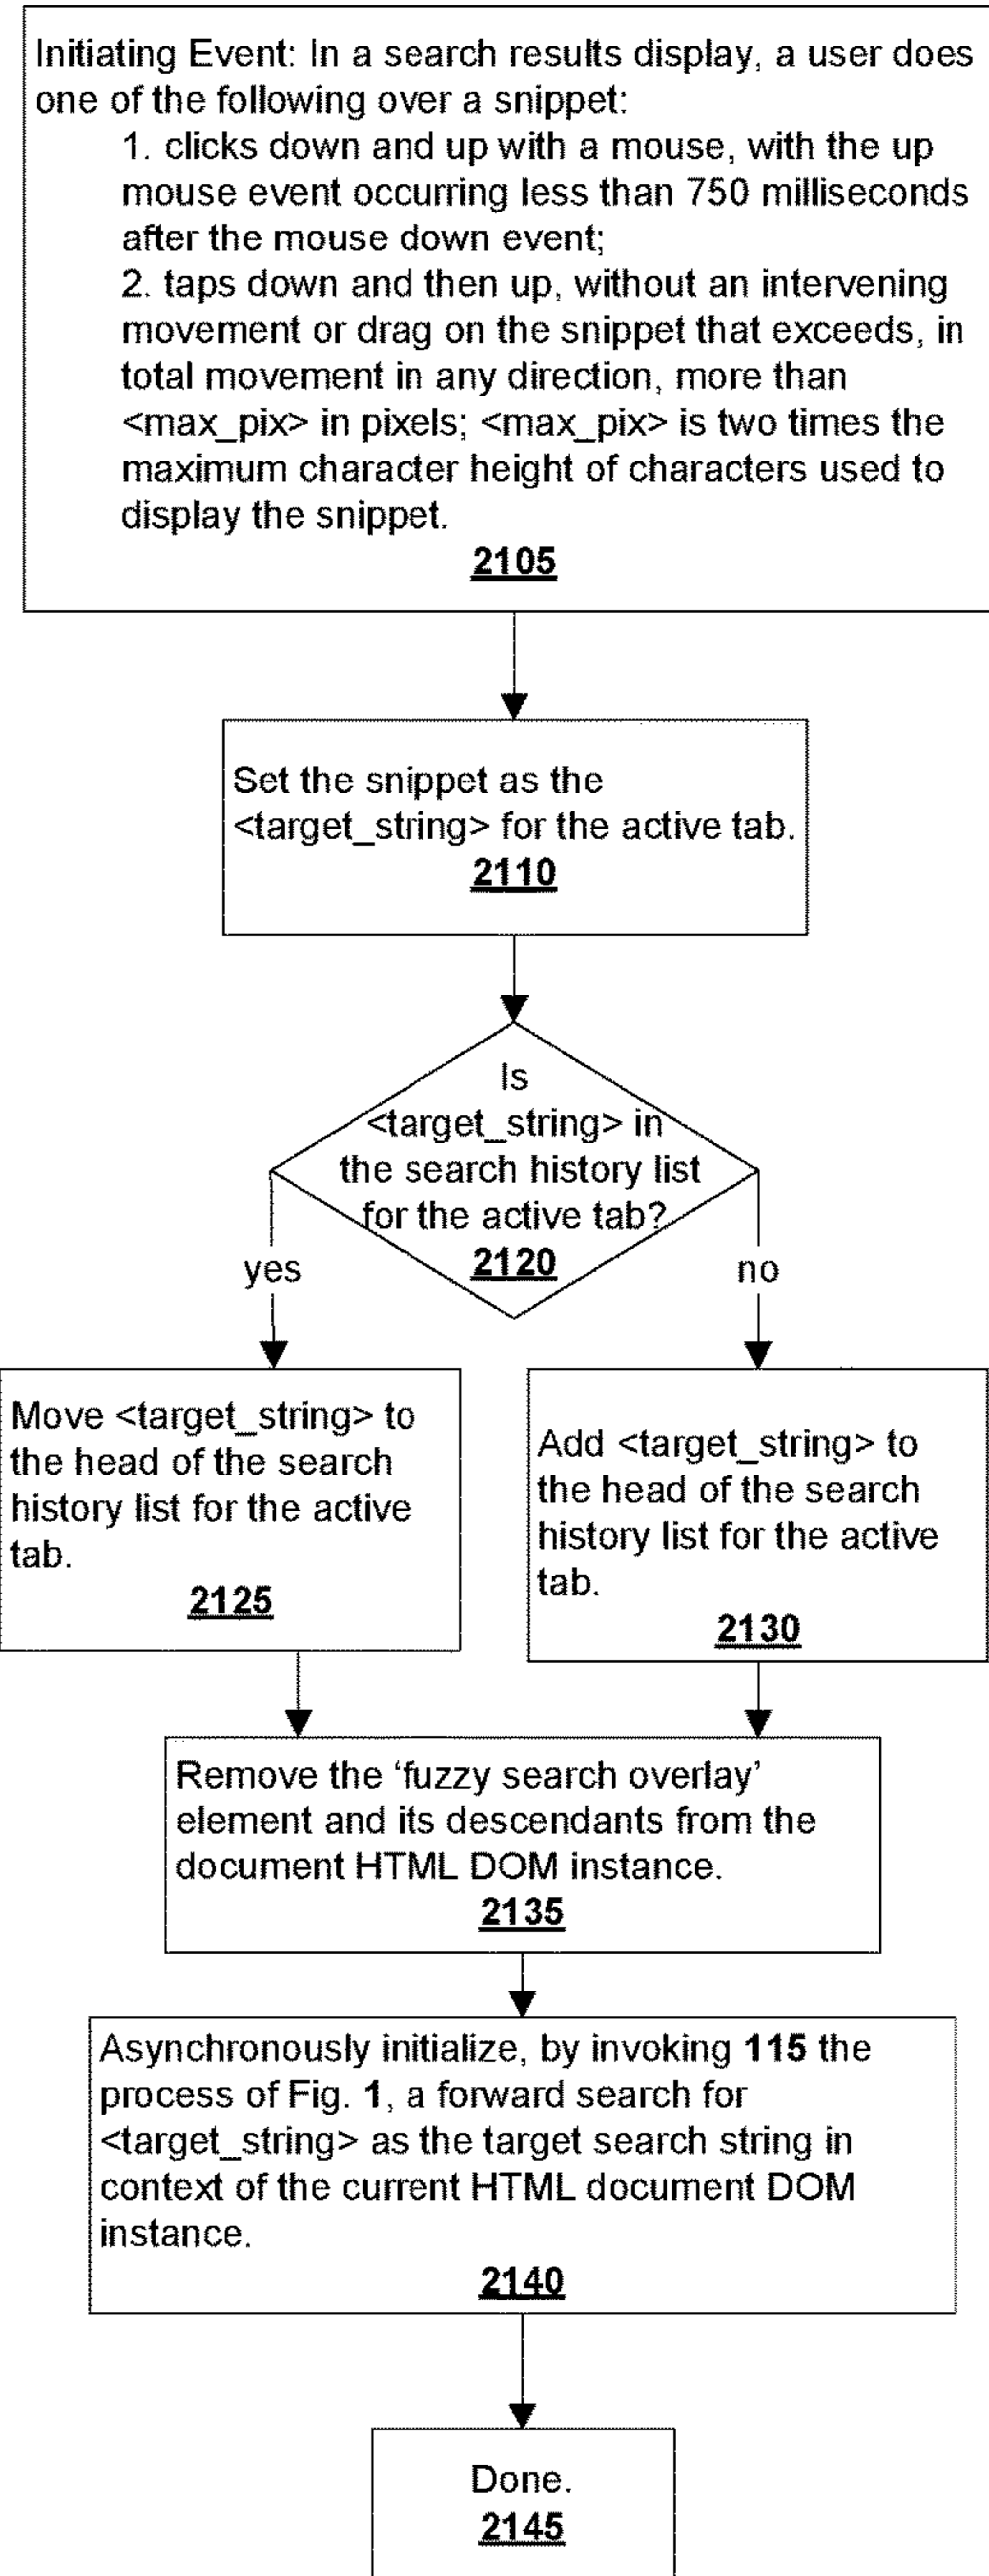 Initiating Event: In a search results display, a user does
one of the following over a snippet:
1. clicks down and up with a mouse, with the up
mouse event occurring less than 750 milliseconds
after the mouse down event;
2. taps down and then up, without an intervening
movement or drag on the snippet that exceeds, in
total movement in any direction, more than
<max_pix> in pixels; <max_pix> is two times the
maximum character height of characters used to
display the snippet.
2105
Set the snippet as the
<target_string> for the active tab.
2110
Is
<target_string> in
the search history list
for the active tab?
2120
yes
no
Move <target_string> to
the head of the search
history list for the active
tab.
2125
Add <target_string> to
the head of the search
history list for the active
tab.
2130
Remove the ‘fuzzy search overlay’
element and its descendants from the
document HTML DOM instance.
2135
Asynchronously initialize, by invoking 115 the
process of Fig. 1, a forward search for
<target_string> as the target search string in
context of the current HTML document DOM
instance.
2140
Done.
2145